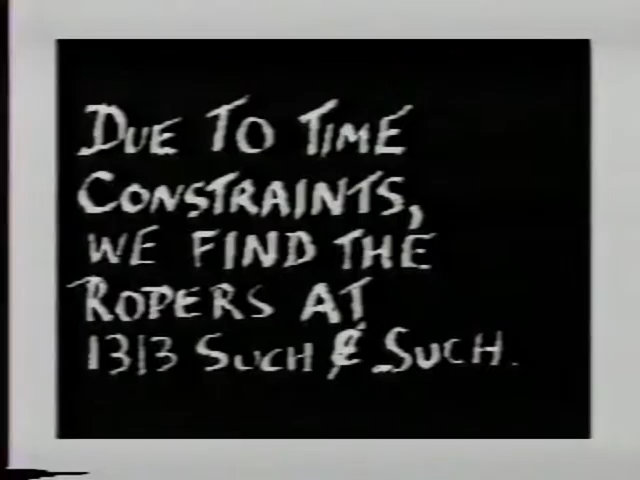 DUE TO TIME
CONSTRAINTS,
WE FIND THE
ROPERS AT
1313 SUCH & SUCH.